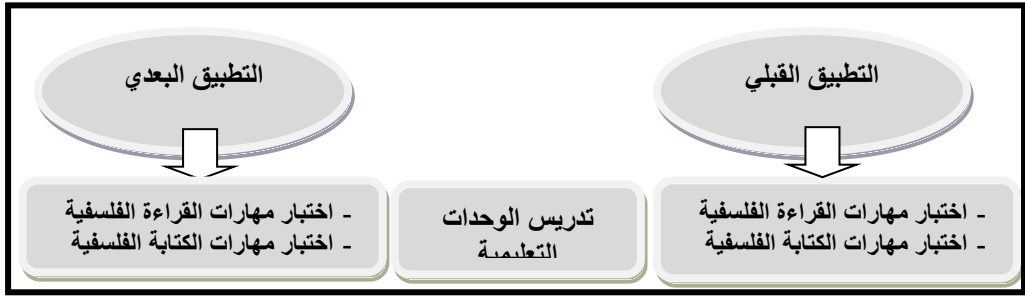 التطبيق القبلي
التطبيق البعدي
- اختبار مهارات القراءة الفلسفية
- اختبار مهارات الكتابة الفلسفية
تدريس الوحدات
التعليمية
- اختبار مهارات القراءة الفلسفية
- اختبار مهارات الكتابة الفلسفية